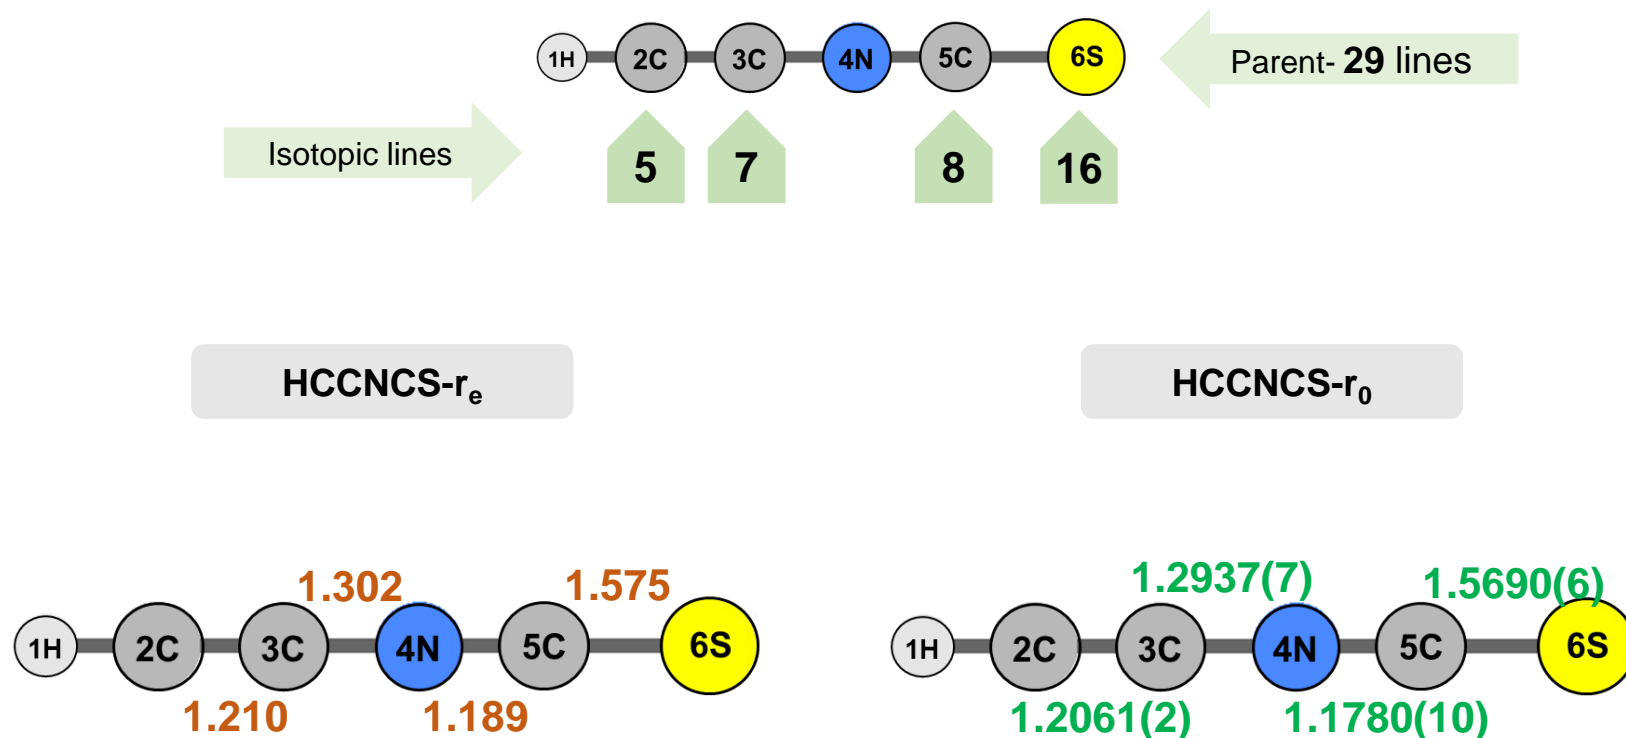 1H 2C 3C 4N 5C 6S
Parent- 29 lines
Isotopic lines
5 7 8 16
HCCNCS-rₑ
HCCNCS-r₀
1.302 1.575
1H 2C 3C 4N 5C 6S
1.210 1.189
1.2937(7) 1.5690(6)
1H 2C 3C 4N 5C 6S
1.2061(2) 1.1780(10)